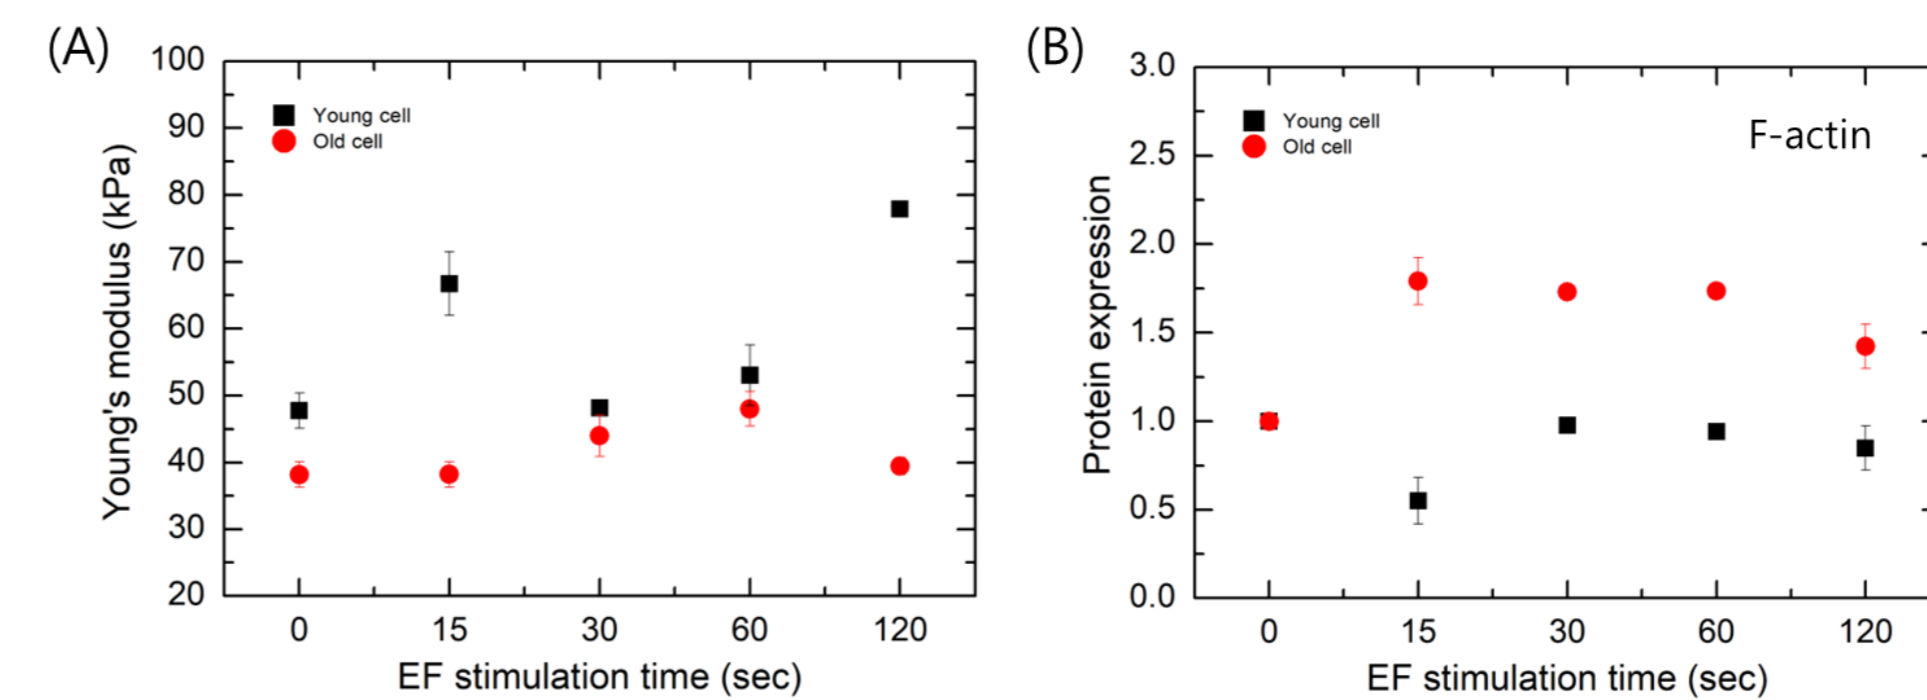 (A)
100
90
80
70
60
50
40
30
20
Young's modulus (kPa)
Young cell
Old cell
0 15 30 60 120
EF stimulation time (sec)
(B)
3.0
2.5
2.0
1.5
1.0
0.5
0.0
Protein expression
Young cell
Old cell
F-actin
0 15 30 60 120
EF stimulation time (sec)